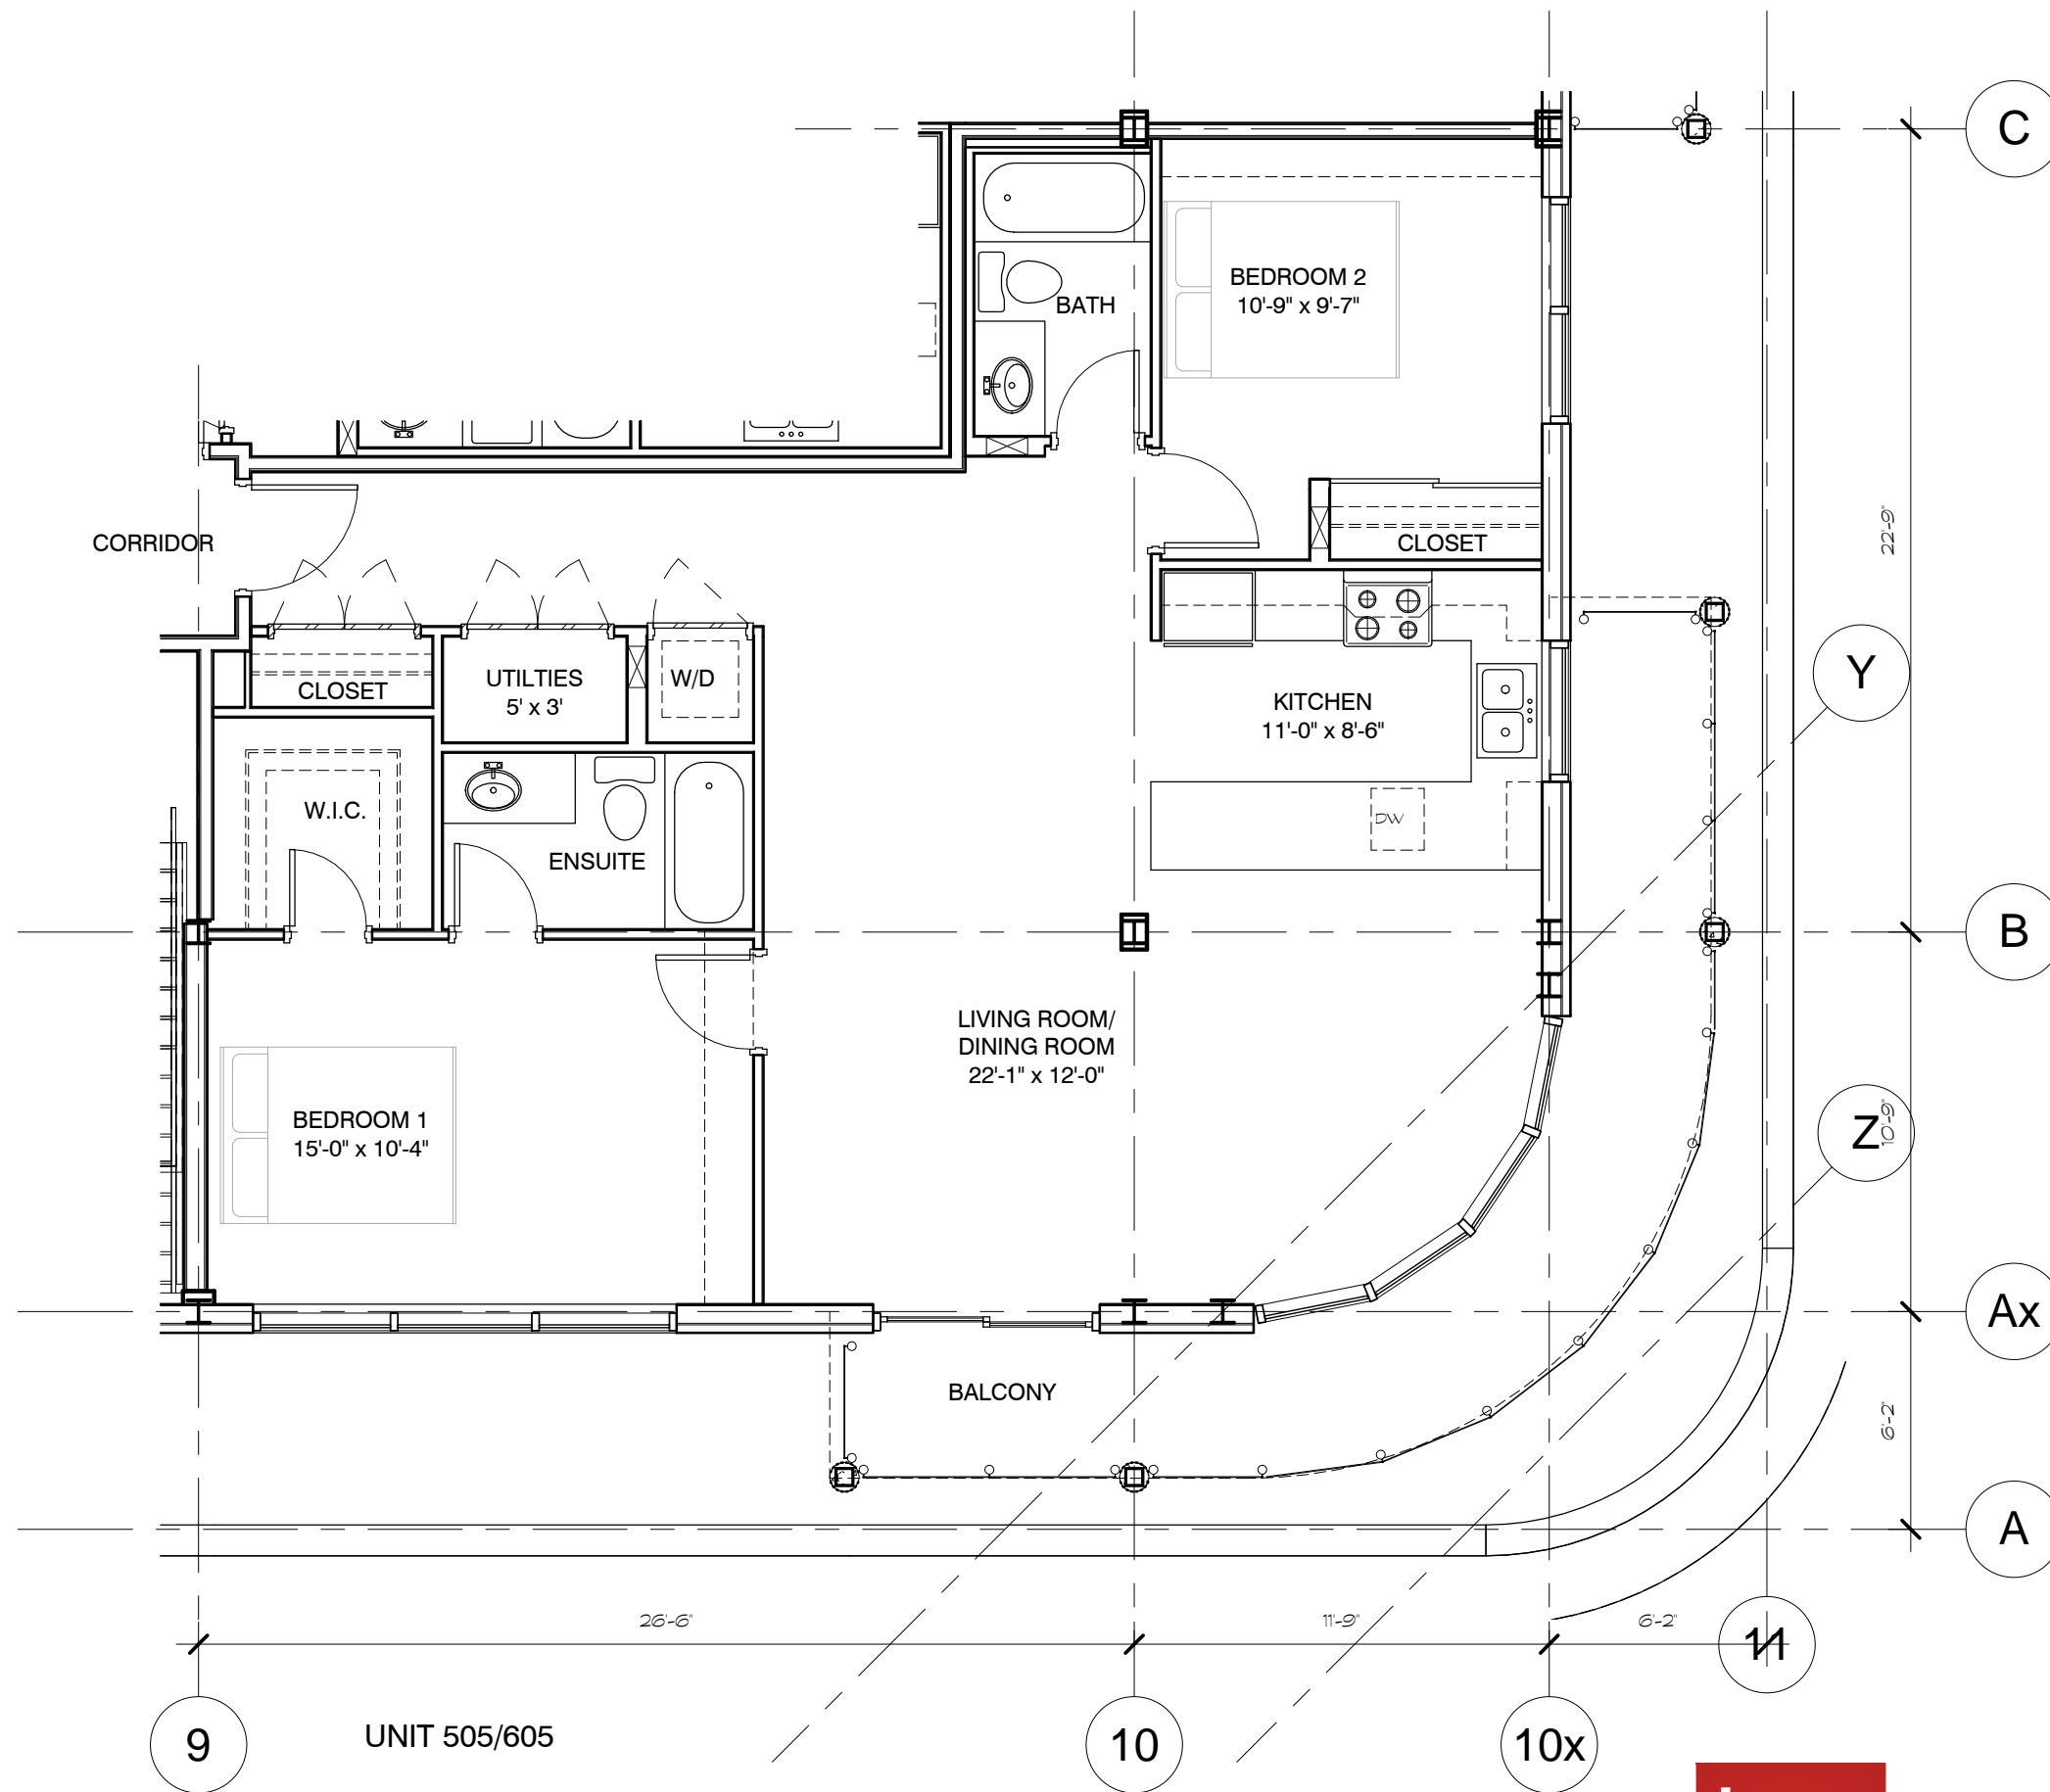 C
BEDROOM 2
10'-9" x 9'-7"
BATH
CORRIDOR
CLOSET
22'-9"
CLOSET
UTILTIES
5' x 3'
W/D
KITCHEN
11'-0" x 8'-6"
Y
W.I.C.
DW
ENSUITE
B
LIVING ROOM/
DINING ROOM
22'-1" x 12'-0"
BEDROOM 1
15'-0" x 10'-4"
Z
10'-9"
Ax
BALCONY
6'-2"
A
26'-6"
11'-9"
6'-2"
11
9
UNIT 505/605
10
10x